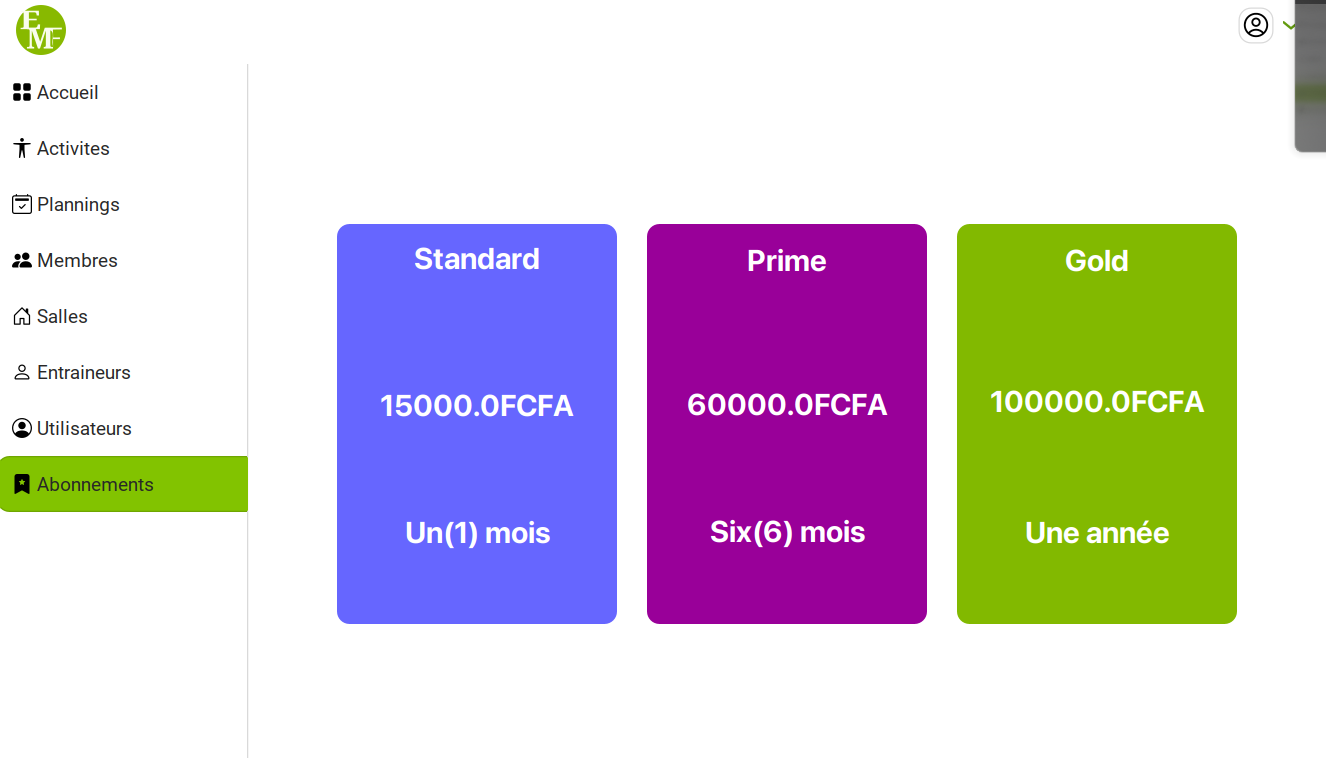 E
MF
Accueil
Activites
Plannings
Membres
Salles
Entraineurs
Utilisateurs
Abonnements
Standard
15000.0FCFA
Un(1) mois
Prime
60000.0FCFA
Six(6) mois
Gold
100000.0FCFA
Une année